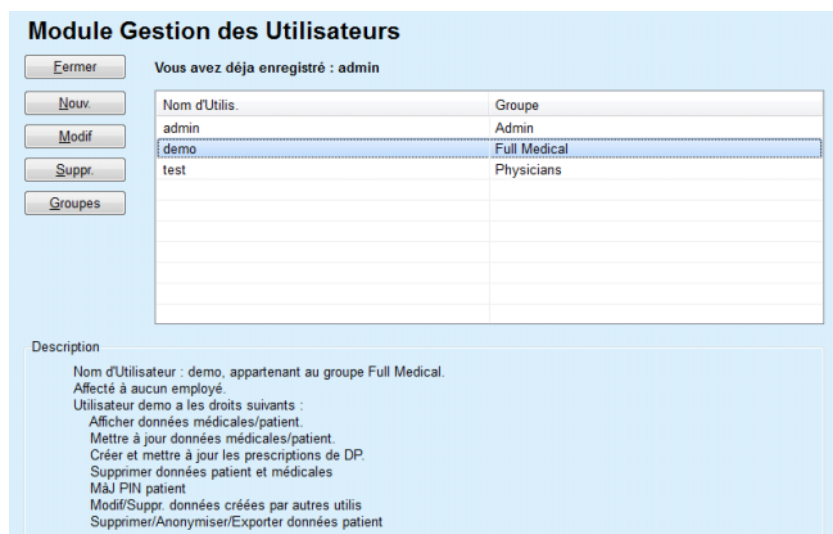 Module Gestion des Utilisateurs
Fermer
Vous avez déja enregistré : admin
Nouv.
Modif
Suppr.
Groupes
Nom d'Utilis. Groupe
admin Admin
demo Full Medical
test Physicians
Description
Nom d'Utilisateur : demo, appartenant au groupe Full Medical.
Affecté à aucun employé.
Utilisateur demo a les droits suivants :
Afficher données médicales/patient.
Mettre à jour données médicales/patient.
Créer et mettre à jour les prescriptions de DP.
Supprimer données patient et médicales
MàJ PIN patient
Modif/Suppr. données créées par autres utilis
Supprimer/Anonymiser/Exporter données patient